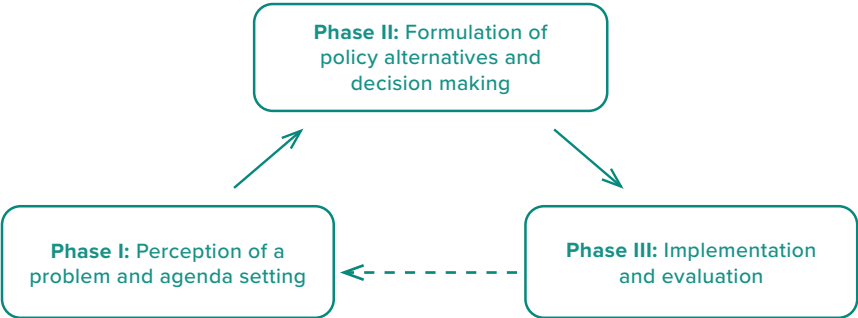 Phase II: Formulation of
policy alternatives and
decision making
Phase I: Perception of a
problem and agenda setting
Phase III: Implementation
and evaluation